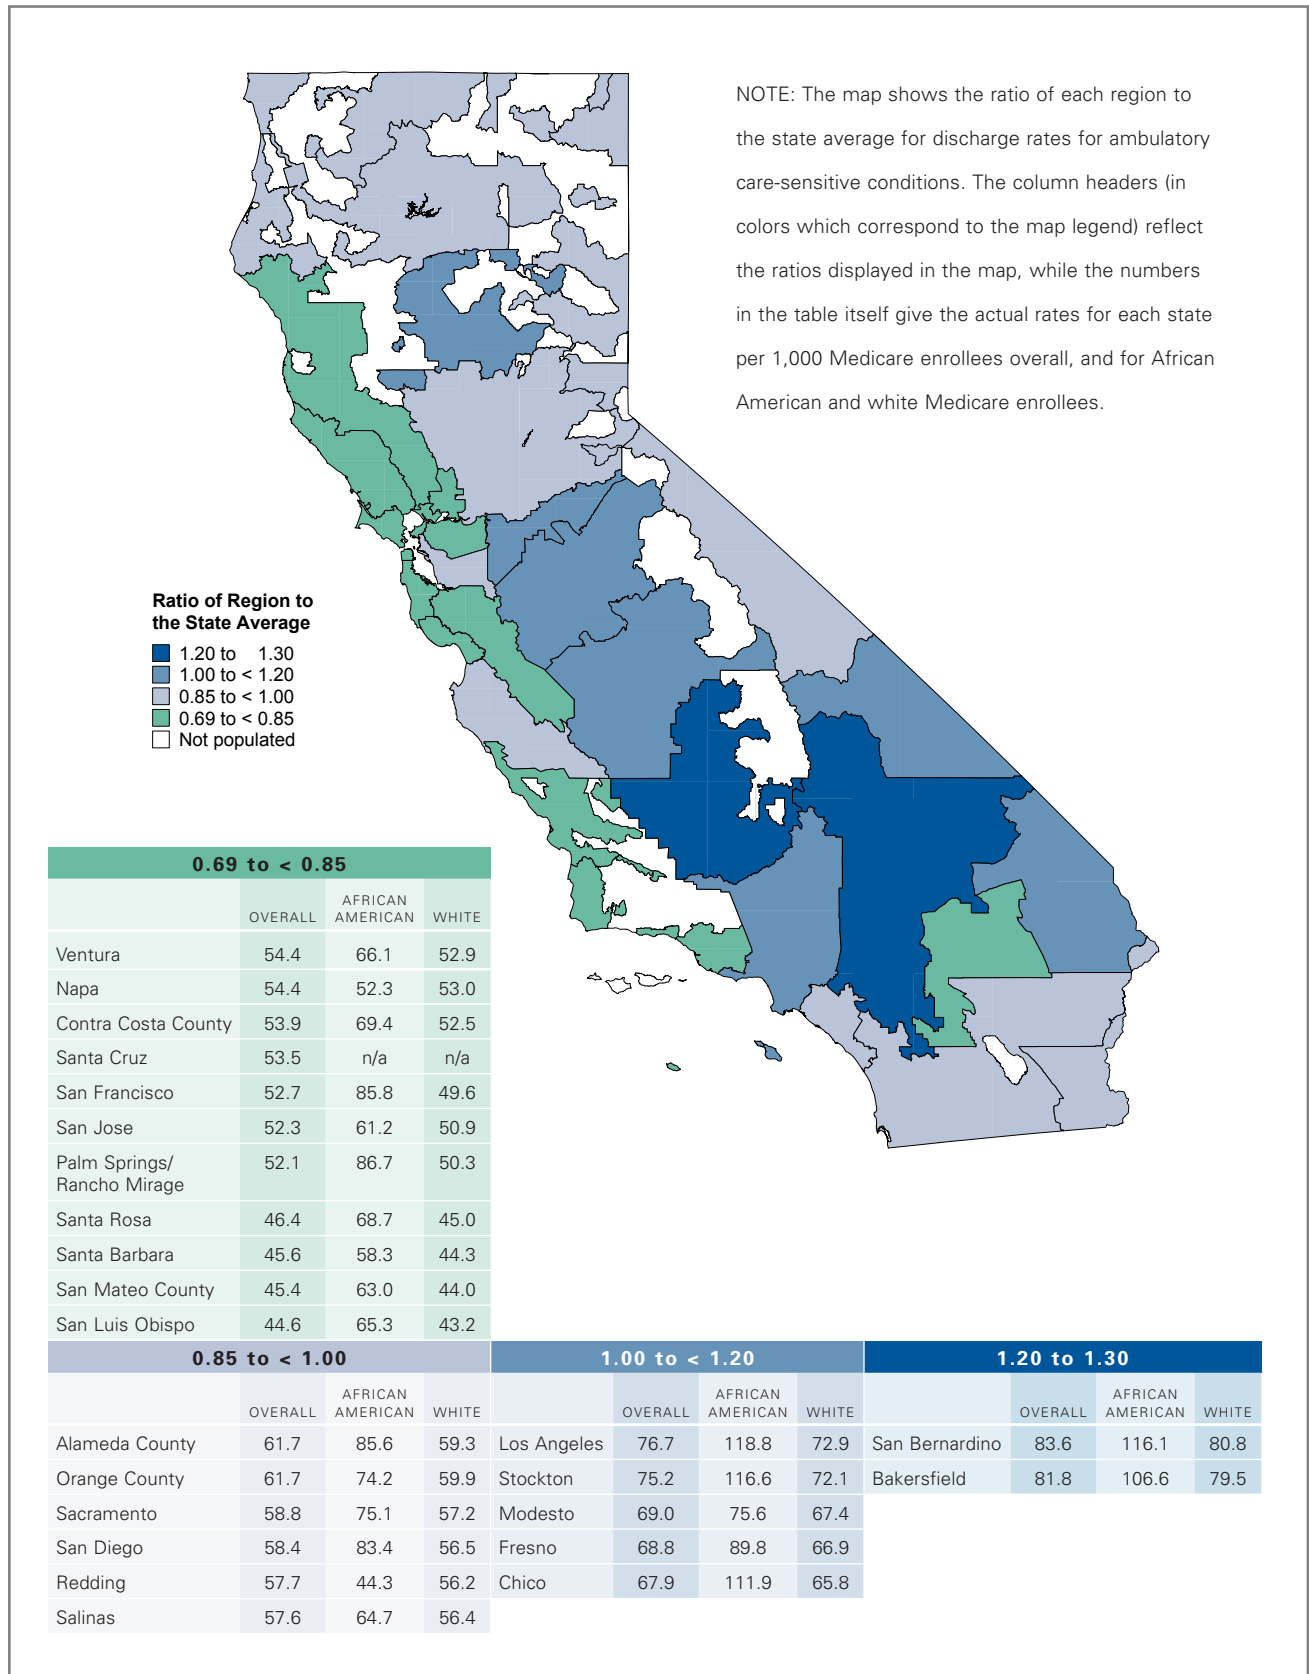 NOTE: The map shows the ratio of each region to
the state average for discharge rates for ambulatory
care-sensitive conditions. The column headers (in
colors which correspond to the map legend) reflect
the ratios displayed in the map, while the numbers
in the table itself give the actual rates for each state
per 1,000 Medicare enrollees overall, and for African
American and white Medicare enrollees.
Ratio of Region to
the State Average
1.20 to 1.30
1.00 to < 1.20
0.85 to < 1.00
0.69 to < 0.85
Not populated
0.69 to < 0.85
OVERALL AFRICAN AMERICAN WHITE
Ventura 54.4 66.1 52.9
Napa 54.4 52.3 53.0
Contra Costa County 53.9 69.4 52.5
Santa Cruz 53.5 n/a n/a
San Francisco 52.7 85.8 49.6
San Jose 52.3 61.2 50.9
Palm Springs/ 52.1 86.7 50.3
Rancho Mirage
Santa Rosa 46.4 68.7 45.0
Santa Barbara 45.6 58.3 44.3
San Mateo County 45.4 63.0 44.0
San Luis Obispo 44.6 65.3 43.2
0.85 to < 1.00
OVERALL AFRICAN AMERICAN WHITE
Alameda County 61.7 85.6 59.3
Orange County 61.7 74.2 59.9
Sacramento 58.8 75.1 57.2
San Diego 58.4 83.4 56.5
Redding 57.7 44.3 56.2
Salinas 57.6 64.7 56.4
1.00 to < 1.20
OVERALL AFRICAN AMERICAN WHITE
Los Angeles 76.7 118.8 72.9
Stockton 75.2 116.6 72.1
Modesto 69.0 75.6 67.4
Fresno 68.8 89.8 66.9
Chico 67.9 111.9 65.8
1.20 to 1.30
OVERALL AFRICAN AMERICAN WHITE
San Bernardino 83.6 116.1 80.8
Bakersfield 81.8 106.6 79.5